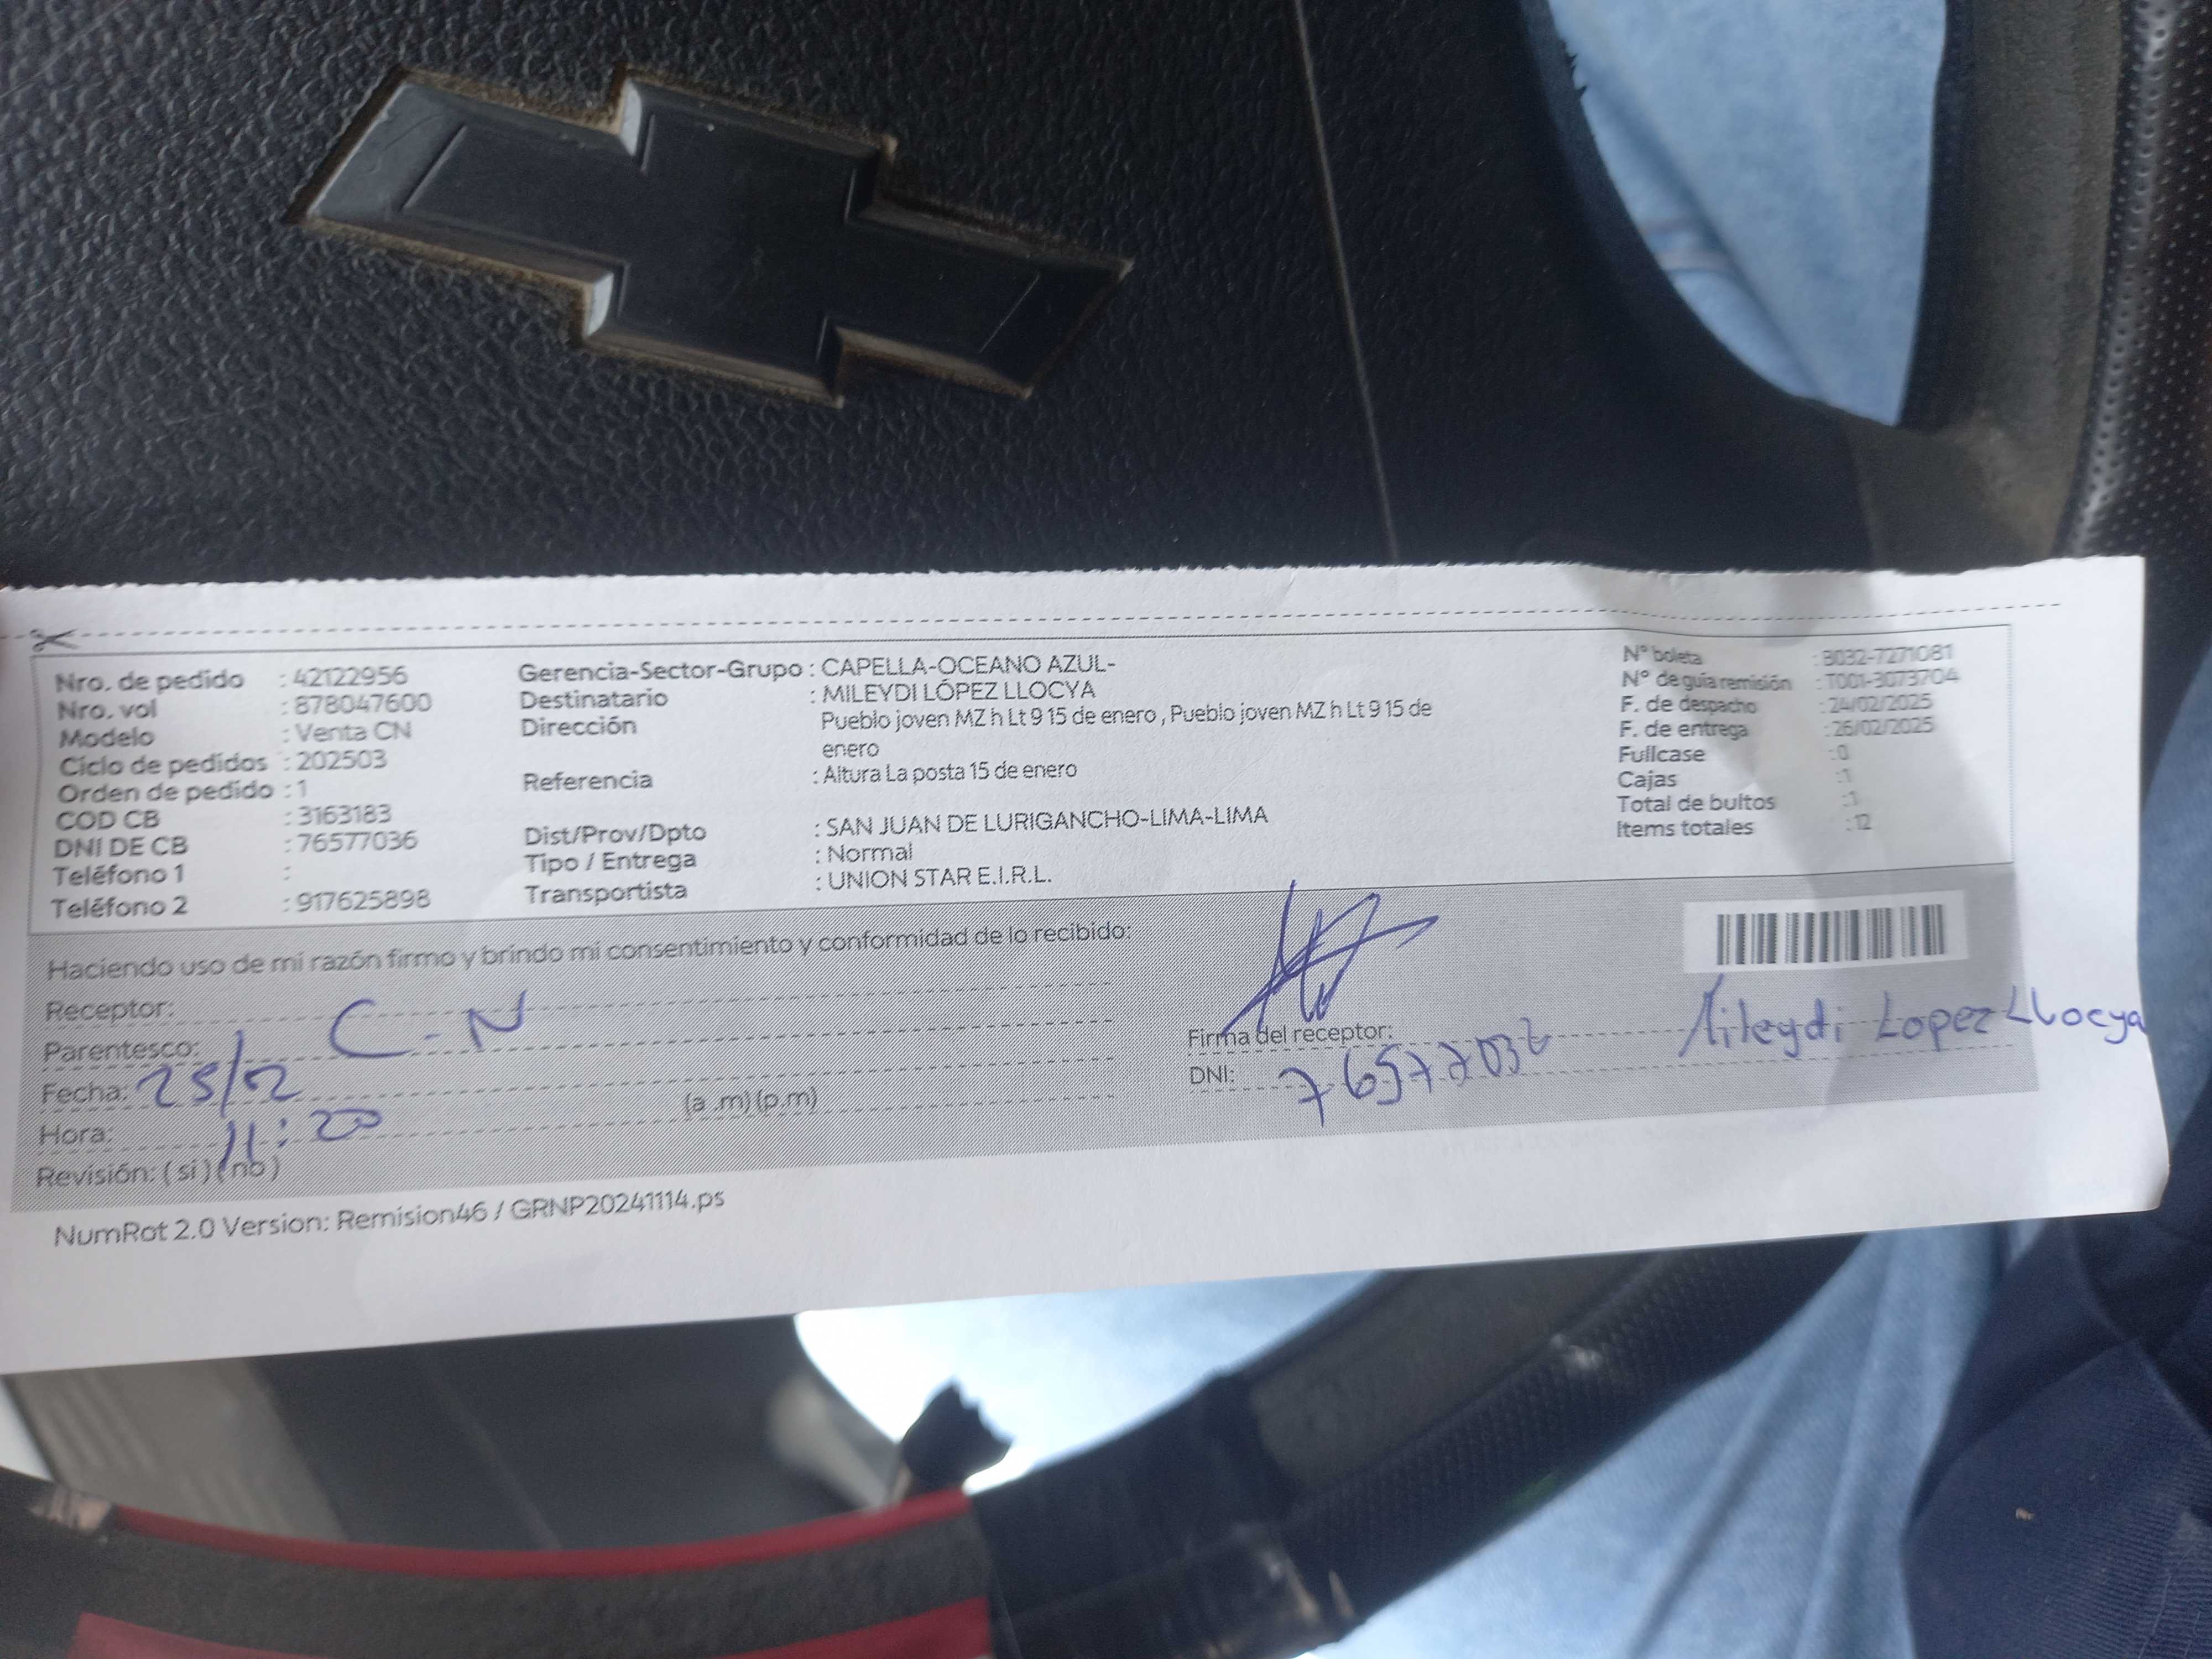 Nro. de pedido : 42122956
Nro. vol : 878047600
Modelo : Venta CN
Ciclo de pedidos : 202503
Orden de pedido : 1
COD CB : 3163183
DNI DE CB : 76577036
Teléfono 1 :
Teléfono 2 : 917625898
Gerencia-Sector-Grupo : CAPELLA-OCEANO AZUL-
Destinatario : MILEYDI LÓPEZ LLOCYA
Dirección Pueblo joven MZ h Lt 9 15 de enero , Pueblo joven MZ h Lt 9 15 de
enero
Referencia : Altura La posta 15 de enero
Dist/Prov/Dpto : SAN JUAN DE LURIGANCHO-LIMA-LIMA
Tipo / Entrega : Normal
Transportista : UNION STAR E.I.R.L.
N° boleta : B032-7271081
N° de guia remisión : T001-3073704
F. de despacho : 24/02/2025
F. de entrega : 26/02/2025
Fullcase : 0
Cajas : 1
Total de bultos : 1
Items totales : 12
Haciendo uso de mi razón firmo y brindo mi consentimiento y conformidad de lo recibido:
Receptor: C-N
Parentesco:
Fecha: 25/2
Hora: 11:20 (a .m) (p.m)
Revisión: ( si ) ( no )
Firma del receptor:
DNI: 76577036
Mileydi Lopez Llocya
NumRot 2.0 Version: Remision46 / GRNP20241114.ps